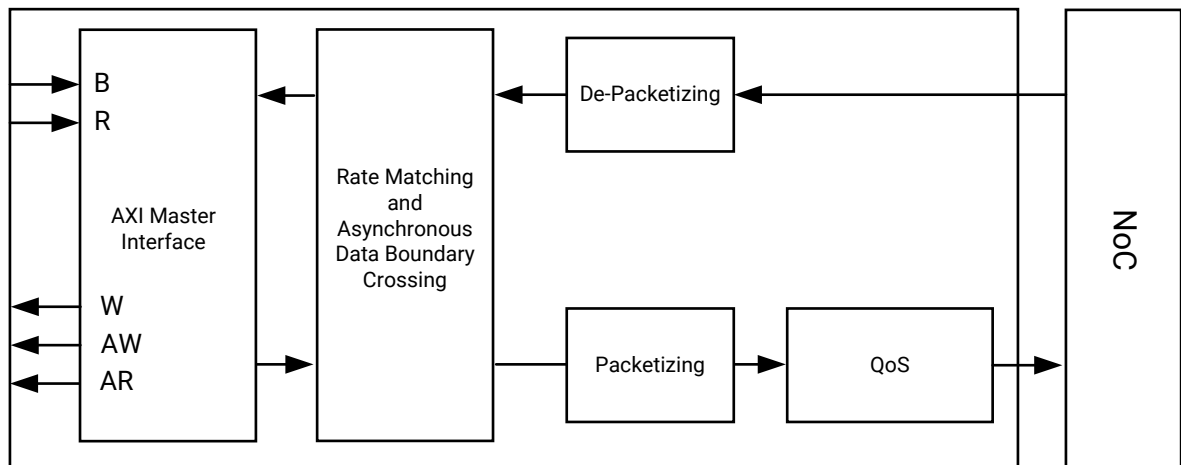 B
R
AXI Master
Interface
W
AW
AR
Rate Matching
and
Asynchronous
Data Boundary
Crossing
De-Packetizing
Packetizing
QoS
NoC